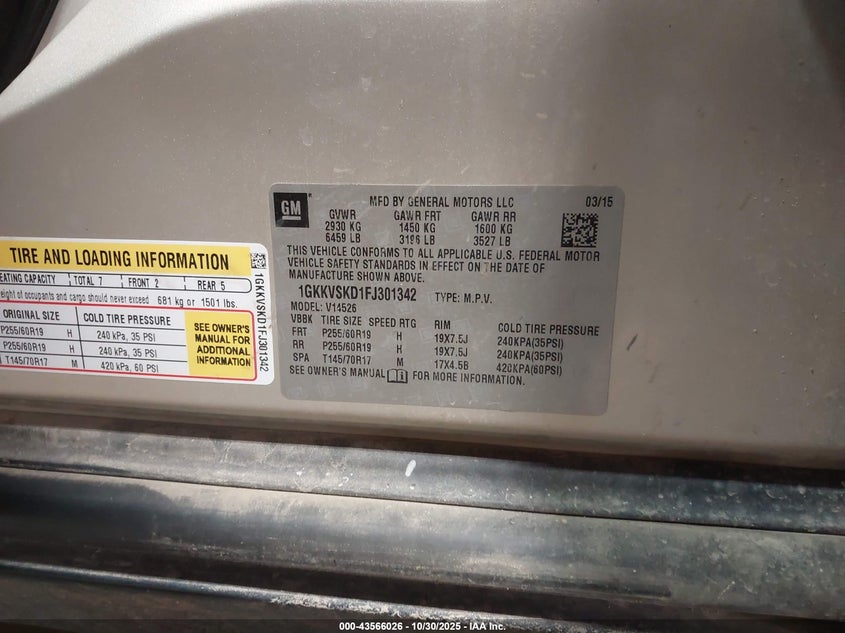 TIRE AND LOADING INFORMATION
EATING CAPACITY TOTAL 7 FRONT 2 REAR 5
eight of occupants and cargo should never exceed 681 kg or 1501 lbs.
ORIGINAL SIZE COLD TIRE PRESSURE
P255/60R19 H 240 kPa, 35 PSI
P255/60R19 H 240 kPa, 35 PSI
T145/70R17 M 420 kPa, 60 PSI
SEE OWNER'S
MANUAL FOR
ADDITIONAL
INFORMATION
1GKKVSKD1FJ301342
GM
MFD BY GENERAL MOTORS LLC 03/15
GVWR GAWR FRT GAWR RR
2930 KG 1450 KG 1600 KG
6459 LB 3196 LB 3527 LB
THIS VEHICLE CONFORMS TO ALL APPLICABLE U.S. FEDERAL MOTOR
VEHICLE SAFETY STANDARDS IN EFFECT ON THE DATE OF
MANUFACTURE SHOWN ABOVE.
1GKKVSKD1FJ301342 TYPE: M.P.V.
MODEL: V14526
VBBK TIRE SIZE SPEED RTG RIM COLD TIRE PRESSURE
FRT P255/60R19 H 19X7.5J 240KPA(35PSI)
RR P255/60R19 H 19X7.5J 240KPA(35PSI)
SPA T145/70R17 M 17X4.5B 420KPA(60PSI)
SEE OWNER'S MANUAL FOR MORE INFORMATION.
000-43566026 - 10/30/2025 - IAA Inc.